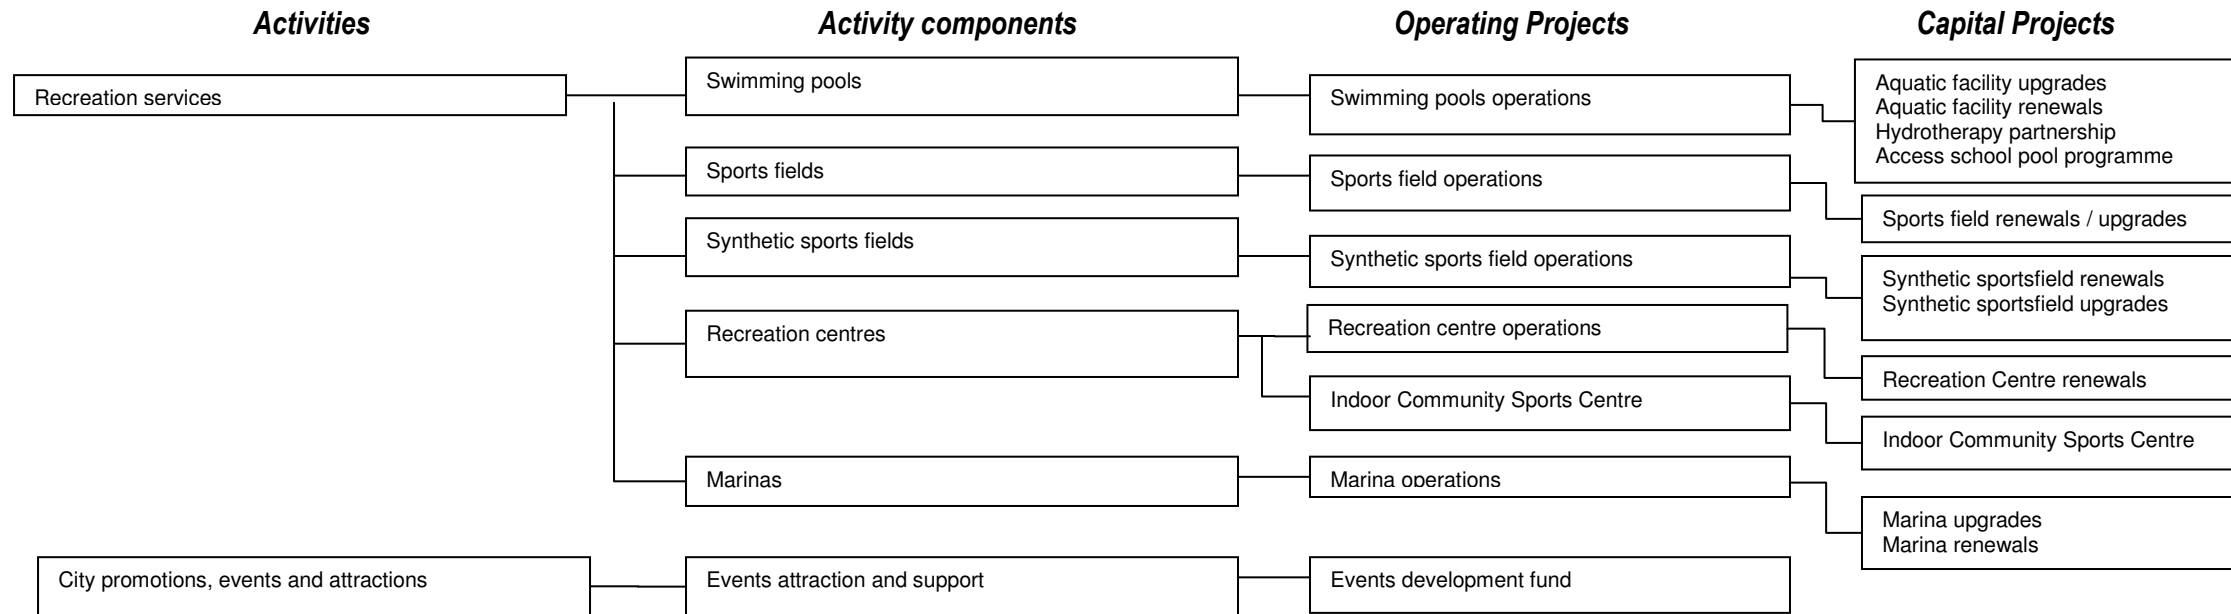 Activities
Activity components
Operating Projects
Capital Projects
Recreation services
Swimming pools
Swimming pools operations
Aquatic facility upgrades
Aquatic facility renewals
Hydrotherapy partnership
Access school pool programme
Sports fields
Sports field operations
Sports field renewals / upgrades
Synthetic sports fields
Synthetic sports field operations
Synthetic sportsfield renewals
Synthetic sportsfield upgrades
Recreation centres
Recreation centre operations
Recreation Centre renewals
Indoor Community Sports Centre
Indoor Community Sports Centre
Marinas
Marina operations
Marina upgrades
Marina renewals
City promotions, events and attractions
Events attraction and support
Events development fund